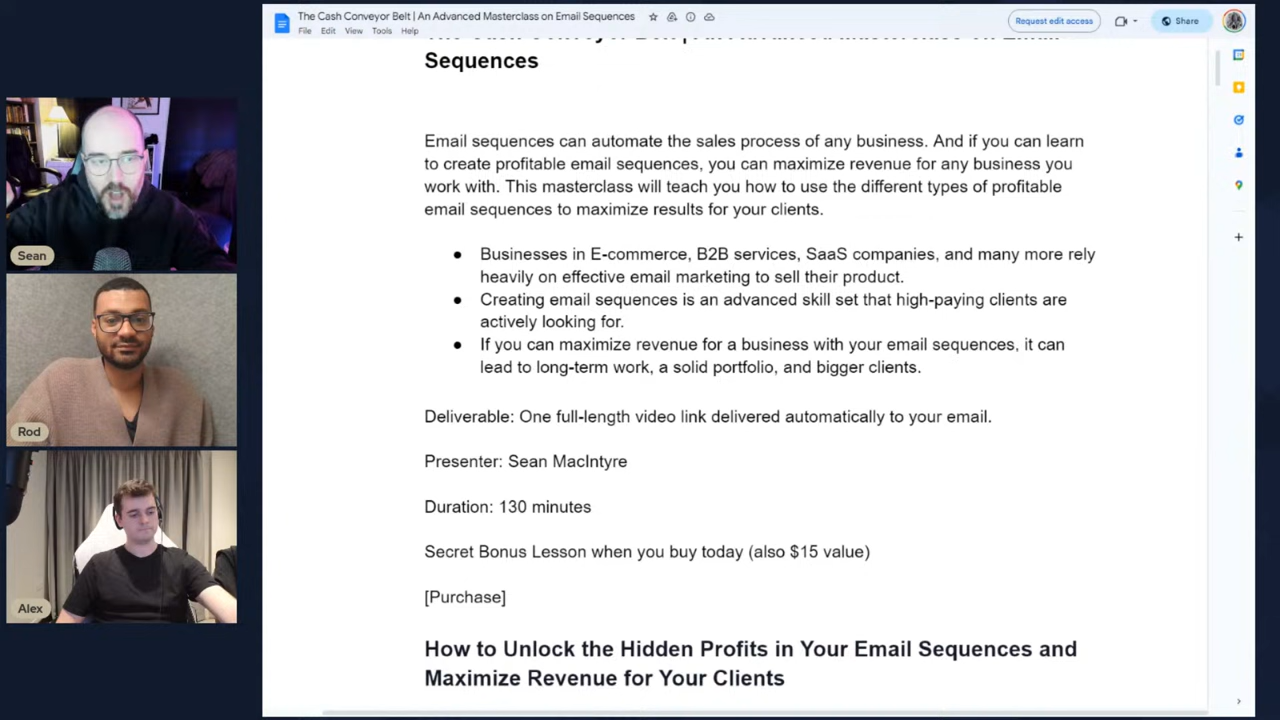 The Cash Conveyor Belt | An Advanced Masterclass on Email Sequences
File Edit View Tools Help
Request edit access
Share
Sequences
Email sequences can automate the sales process of any business. And if you can learn
to create profitable email sequences, you can maximize revenue for any business you
work with. This masterclass will teach you how to use the different types of profitable
email sequences to maximize results for your clients.
● Businesses in E-commerce, B2B services, SaaS companies, and many more rely
heavily on effective email marketing to sell their product.
● Creating email sequences is an advanced skill set that high-paying clients are
actively looking for.
● If you can maximize revenue for a business with your email sequences, it can
lead to long-term work, a solid portfolio, and bigger clients.
Deliverable: One full-length video link delivered automatically to your email.
Presenter: Sean MacIntyre
Duration: 130 minutes
Secret Bonus Lesson when you buy today (also $15 value)
[Purchase]
How to Unlock the Hidden Profits in Your Email Sequences and
Maximize Revenue for Your Clients
Sean
Rod
Alex